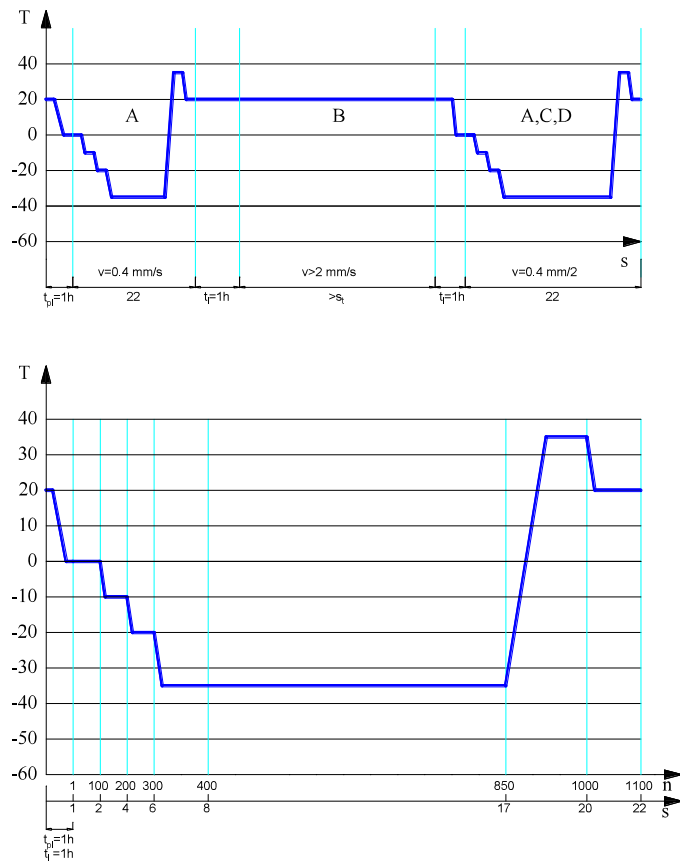 T
40
20
A
B
A,C,D
0
-20
-40
-60
s
v=0.4 mm/s
v>2 mm/s
v=0.4 mm/2
tpl=1h
22
tl=1h
>st
tl=1h
22
T
40
30
20
10
0
-10
-20
-30
-40
-50
-60
1 100 200 300 400 850 1000 1100 n
1 2 4 6 8 17 20 22 s
tpl=1h
tl=1h